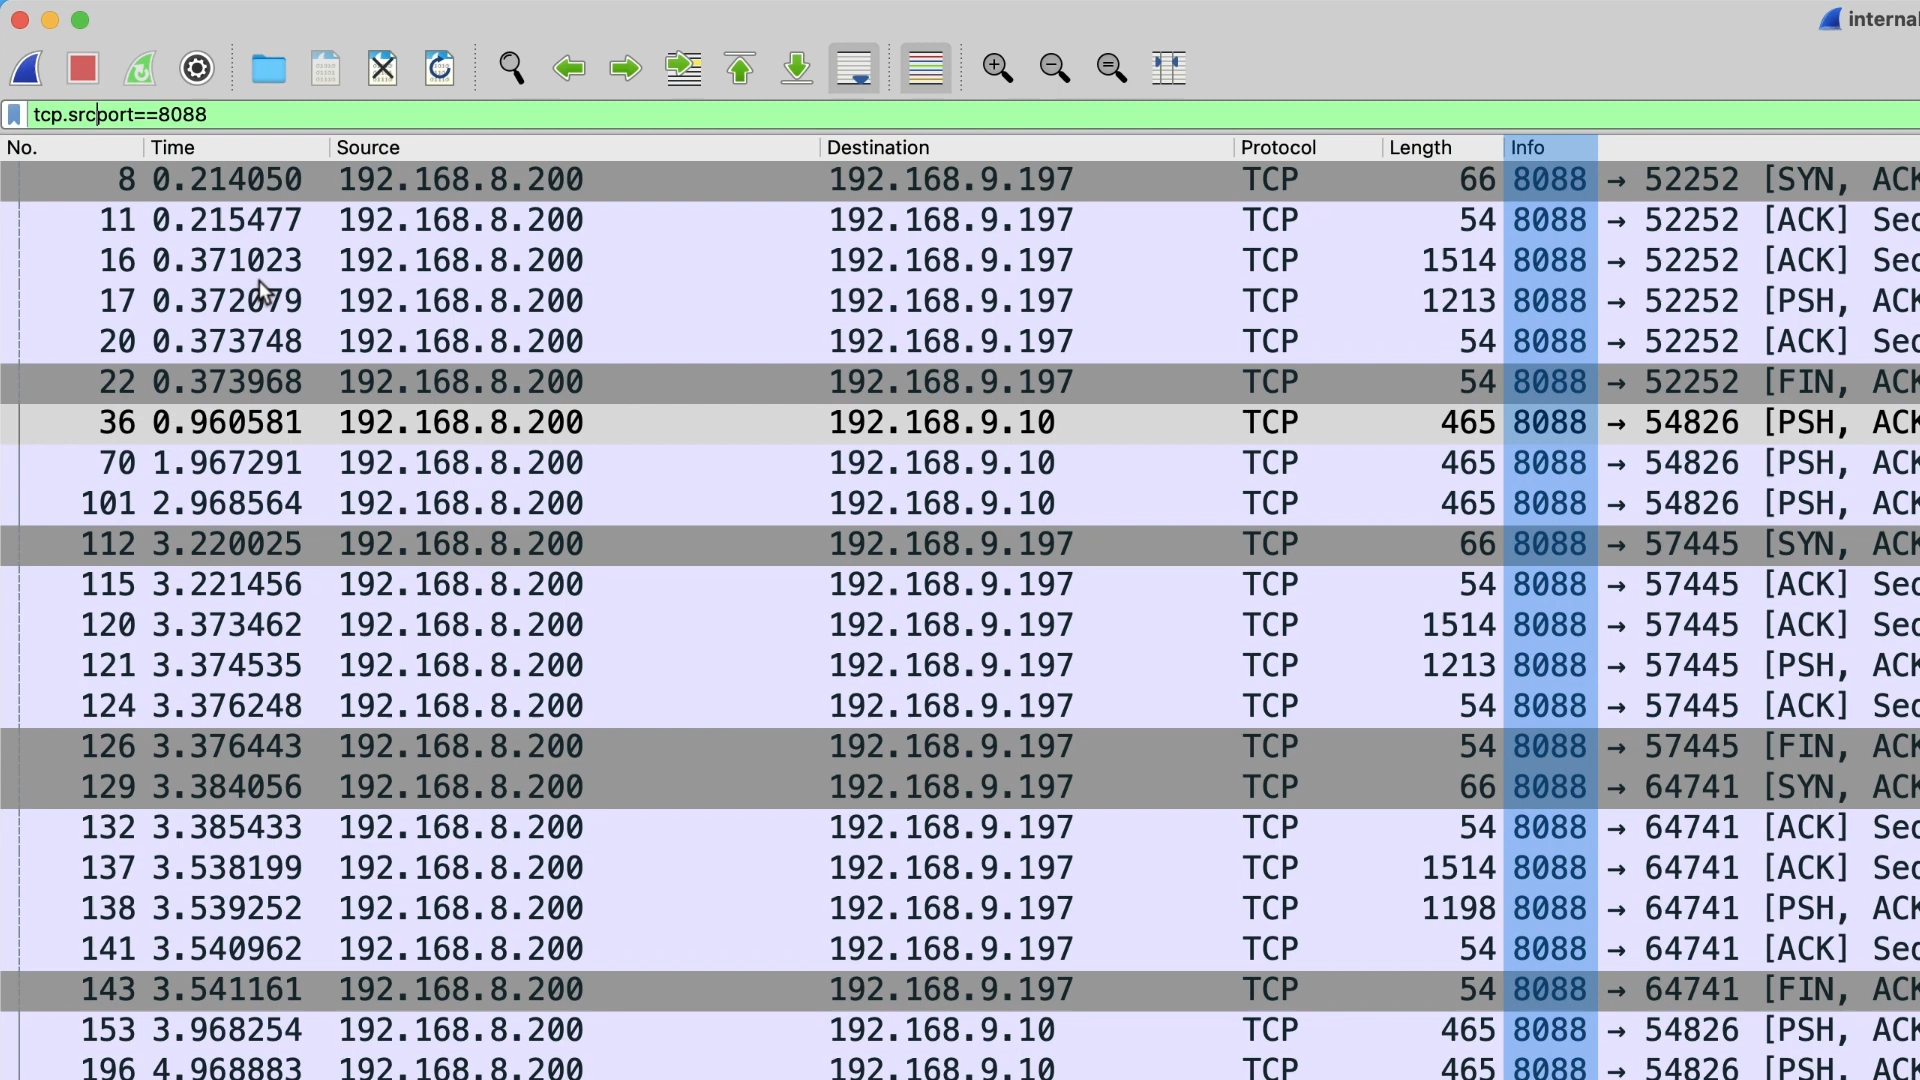 interna
tcp.srcport==8088
No. Time Source Destination Protocol Length Info
8 0.214050 192.168.8.200 192.168.9.197 TCP 66 8088 → 52252 [SYN, ACK
11 0.215477 192.168.8.200 192.168.9.197 TCP 54 8088 → 52252 [ACK] Seq
16 0.371023 192.168.8.200 192.168.9.197 TCP 1514 8088 → 52252 [ACK] Seq
17 0.372079 192.168.8.200 192.168.9.197 TCP 1213 8088 → 52252 [PSH, ACK
20 0.373748 192.168.8.200 192.168.9.197 TCP 54 8088 → 52252 [ACK] Seq
22 0.373968 192.168.8.200 192.168.9.197 TCP 54 8088 → 52252 [FIN, ACK
36 0.960581 192.168.8.200 192.168.9.10 TCP 465 8088 → 54826 [PSH, ACK
70 1.967291 192.168.8.200 192.168.9.10 TCP 465 8088 → 54826 [PSH, ACK
101 2.968564 192.168.8.200 192.168.9.10 TCP 465 8088 → 54826 [PSH, ACK
112 3.220025 192.168.8.200 192.168.9.197 TCP 66 8088 → 57445 [SYN, ACK
115 3.221456 192.168.8.200 192.168.9.197 TCP 54 8088 → 57445 [ACK] Seq
120 3.373462 192.168.8.200 192.168.9.197 TCP 1514 8088 → 57445 [ACK] Seq
121 3.374535 192.168.8.200 192.168.9.197 TCP 1213 8088 → 57445 [PSH, ACK
124 3.376248 192.168.8.200 192.168.9.197 TCP 54 8088 → 57445 [ACK] Seq
126 3.376443 192.168.8.200 192.168.9.197 TCP 54 8088 → 57445 [FIN, ACK
129 3.384056 192.168.8.200 192.168.9.197 TCP 66 8088 → 64741 [SYN, ACK
132 3.385433 192.168.8.200 192.168.9.197 TCP 54 8088 → 64741 [ACK] Seq
137 3.538199 192.168.8.200 192.168.9.197 TCP 1514 8088 → 64741 [ACK] Seq
138 3.539252 192.168.8.200 192.168.9.197 TCP 1198 8088 → 64741 [PSH, ACK
141 3.540962 192.168.8.200 192.168.9.197 TCP 54 8088 → 64741 [ACK] Seq
143 3.541161 192.168.8.200 192.168.9.197 TCP 54 8088 → 64741 [FIN, ACK
153 3.968254 192.168.8.200 192.168.9.10 TCP 465 8088 → 54826 [PSH, ACK
196 4.968883 192.168.8.200 192.168.9.10 TCP 465 8088 → 54826 [PSH, ACK